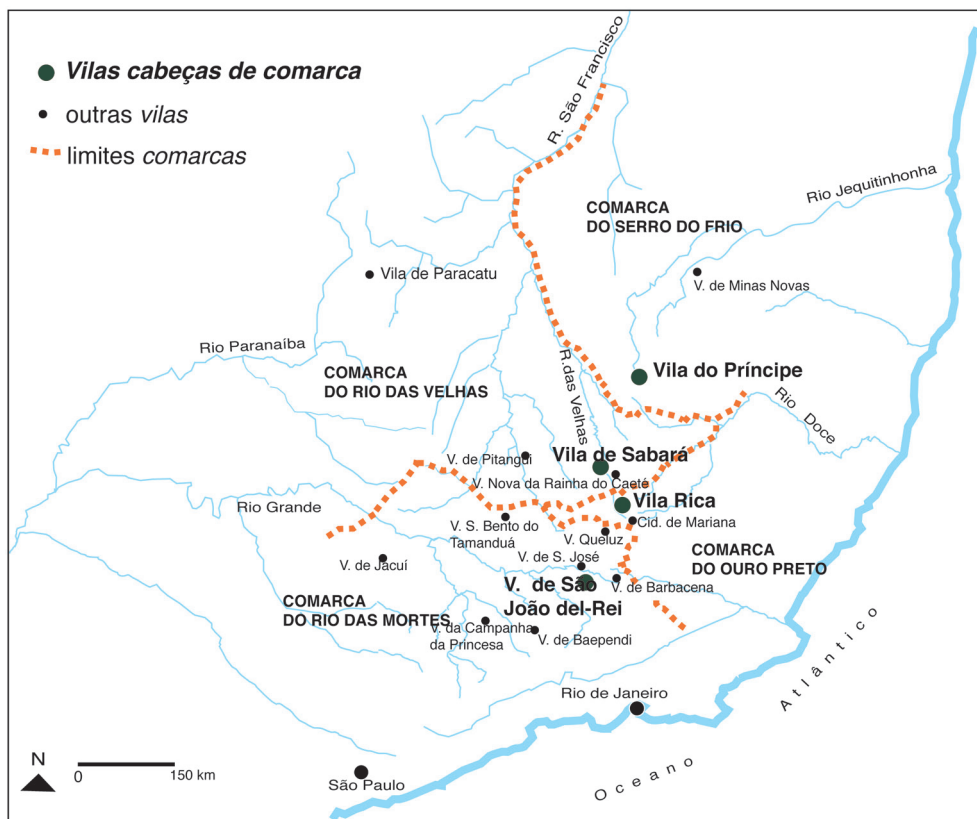 Vilas cabeças de comarca
outras vilas
limites comarcas
R. São Francisco
Rio Jequitinhonha
COMARCA
DO SERRO DO FRIO
Vila de Paracatu
V. de Minas Novas
Rio Paranaíba
R.das Velhas
COMARCA
DO RIO DAS VELHAS
Vila do Príncipe
Rio Doce
V. de Pitangui
Vila de Sabará
V. Nova da Rainha do Caeté
Rio Grande
Vila Rica
V. S. Bento do
Tamanduá
Cid. de Mariana
V. Queluz
V. de S. José
V. de Jacuí
COMARCA
DO OURO PRETO
V. de São
João del-Rei
V. de Barbacena
COMARCA
DO RIO DAS MORTES
V. da Campanha
da Princesa
V. de Baependi
Rio de Janeiro
Oceano Atlântico
N
0 150 km
São Paulo